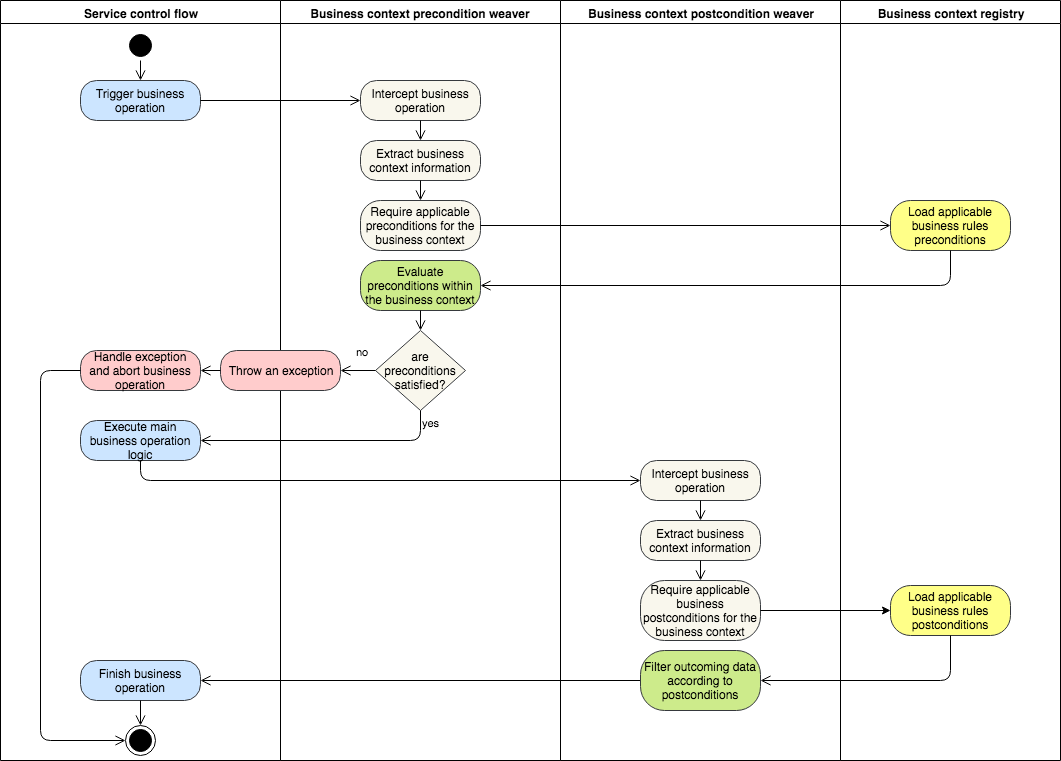 Service control flow
Business context precondition weaver
Business context postcondition weaver
Business context registry
Trigger business
operation
Intercept business
operation
Extract business
context information
Require applicable
preconditions for the
business context
Load applicable
business rules
preconditions
Evaluate
preconditions within
the business context
are
preconditions
satisfied?
no
Throw an exception
Handle exception
and abort business
operation
yes
Execute main
business operation
logic
Intercept business
operation
Extract business
context information
Require applicable
business
postconditions for the
business context
Load applicable
business rules
postconditions
Filter outcoming data
according to
postconditions
Finish business
operation